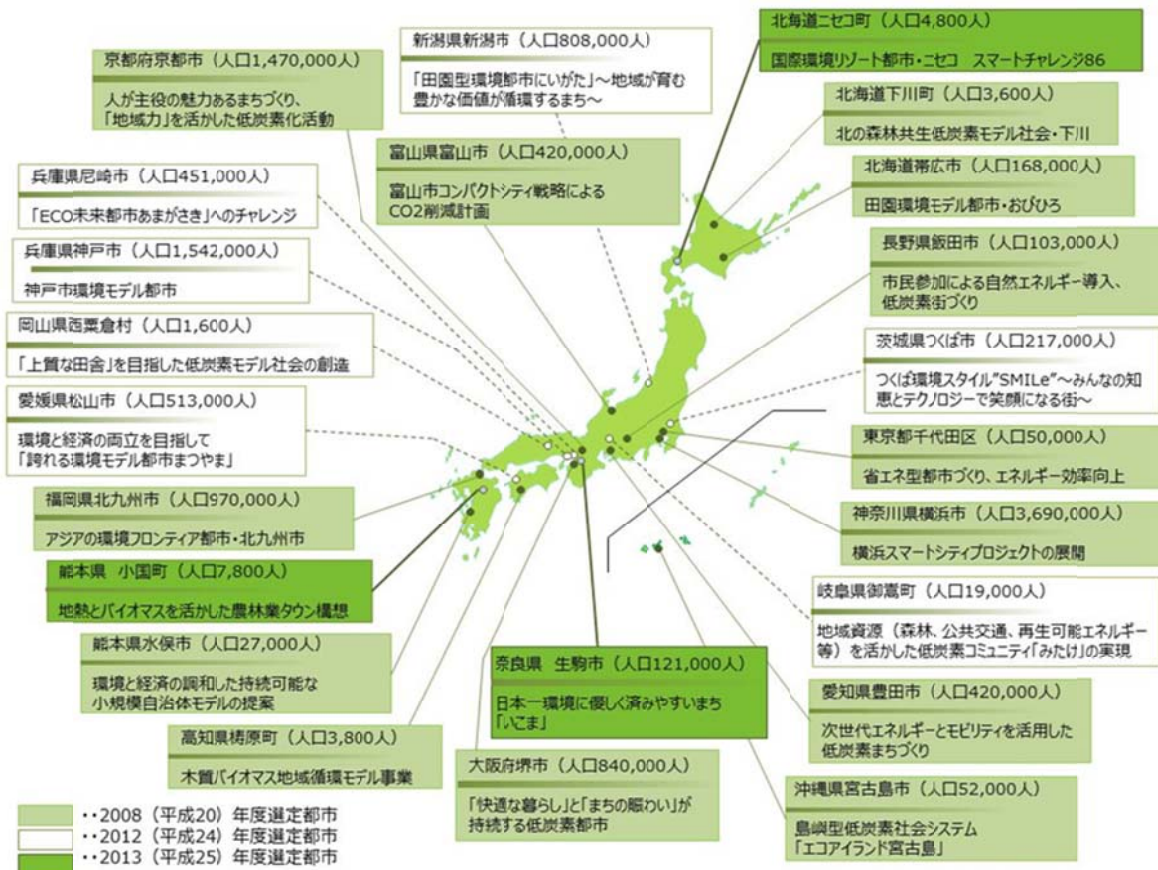 京都府京都市（人口1,470,000人）
人が主役の魅力あるまちづくり、
「地域力」を活かした低炭素化活動
新潟県新潟市（人口808,000人）
「田園型環境都市にいがた」～地域が育む
豊かな価値が循環するまち～
北海道ニセコ町（人口4,800人）
国際環境リゾート都市・ニセコ スマートチャレンジ86
富山県富山市（人口420,000人）
富山市コンパクトシティ戦略による
CO2削減計画
北海道下川町（人口3,600人）
北の森林共生低炭素モデル社会・下川
兵庫県尼崎市（人口451,000人）
「ECO未来都市あまがさき」へのチャレンジ
北海道帯広市（人口168,000人）
田園環境モデル都市・おびひろ
兵庫県神戸市（人口1,542,000人）
神戸市環境モデル都市
長野県飯田市（人口103,000人）
市民参加による自然エネルギー導入、
低炭素街づくり
岡山県西粟倉村（人口1,600人）
「上質な田舎」を目指した低炭素モデル社会の創造
茨城県つくば市（人口217,000人）
つくば環境スタイル"SMILe"～みんなの知
恵とテクノロジーで笑顔になる街～
愛媛県松山市（人口513,000人）
環境と経済の両立を目指して
「誇れる環境モデル都市まつやま」
東京都千代田区（人口50,000人）
省エネ型都市づくり、エネルギー効率向上
福岡県北九州市（人口970,000人）
アジアの環境フロンティア都市・北九州市
神奈川県横浜市（人口3,690,000人）
横浜スマートシティプロジェクトの展開
熊本県 小国町（人口7,800人）
地熱とバイオマスを活かした農林業タウン構想
岐阜県御嵩町（人口19,000人）
地域資源（森林、公共交通、再生可能エネルギー
等）を活かした低炭素コミュニティ「みたけ」の実現
熊本県水俣市（人口27,000人）
環境と経済の調和した持続可能な
小規模自治体モデルの提案
奈良県 生駒市（人口121,000人）
日本一環境に優しく済みやすいまち
「いこま」
愛知県豊田市（人口420,000人）
次世代エネルギーとモビリティを活用した
低炭素まちづくり
高知県梼原町（人口3,800人）
木質バイオマス地域循環モデル事業
大阪府堺市（人口840,000人）
「快適な暮らし」と「まちの賑わい」が
持続する低炭素都市
沖縄県宮古島市（人口52,000人）
島嶼型低炭素社会システム
「エコアイランド宮古島」
‥2008（平成20）年度選定都市
‥2012（平成24）年度選定都市
‥2013（平成25）年度選定都市